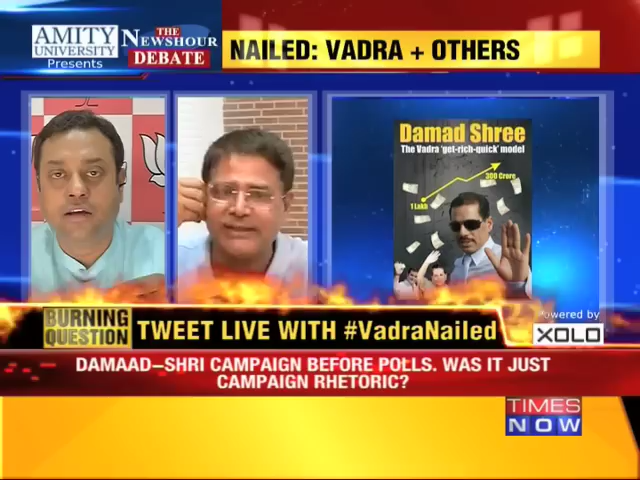 AMITY
UNIVERSITY
Presents
THE
NEWSHOUR
DEBATE
NAILED: VADRA + OTHERS
Damad Shree
The Vadra 'get-rich-quick' model
300 Crore
1 Lakh
BURNING
QUESTION
TWEET LIVE WITH #VadraNailed
Powered by
XOLO
DAMAAD–SHRI CAMPAIGN BEFORE POLLS. WAS IT JUST
CAMPAIGN RHETORIC?
TIMES
NOW